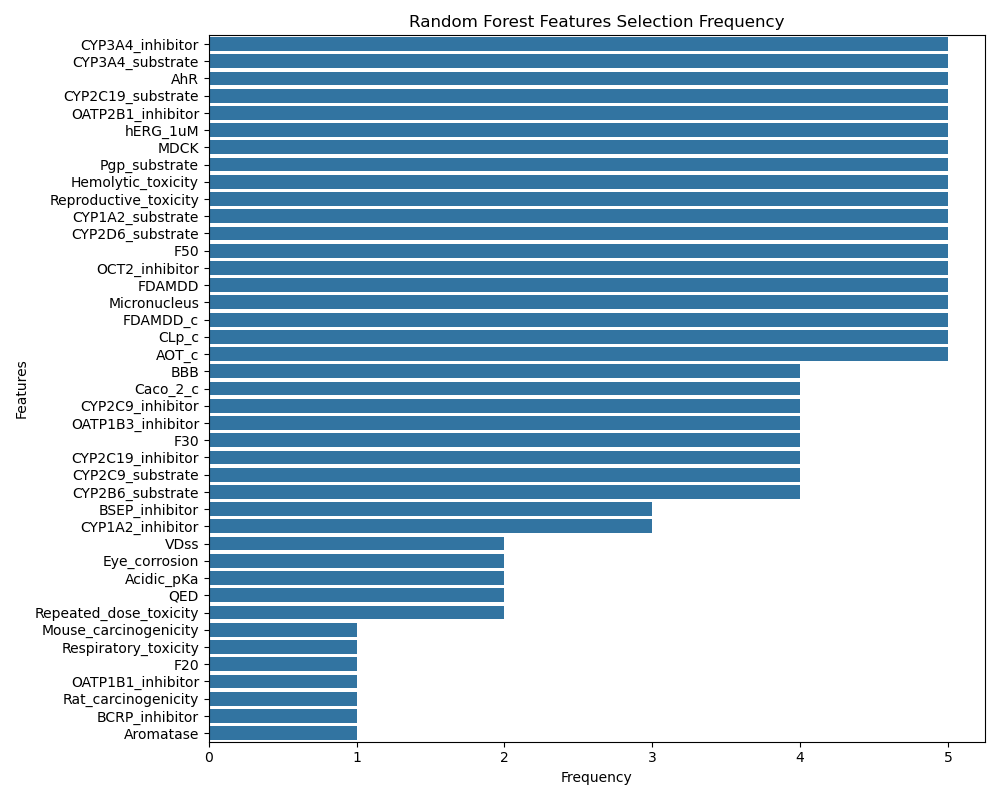 Random Forest Features Selection Frequency
CYP3A4_inhibitor
CYP3A4_substrate
AhR
CYP2C19_substrate
OATP2B1_inhibitor
hERG_1uM
MDCK
Pgp_substrate
Hemolytic_toxicity
Reproductive_toxicity
CYP1A2_substrate
CYP2D6_substrate
F50
OCT2_inhibitor
FDAMDD
Micronucleus
FDAMDD_c
CLp_c
AOT_c
BBB
Caco_2_c
CYP2C9_inhibitor
OATP1B3_inhibitor
F30
CYP2C19_inhibitor
CYP2C9_substrate
CYP2B6_substrate
BSEP_inhibitor
CYP1A2_inhibitor
VDss
Eye_corrosion
Acidic_pKa
QED
Repeated_dose_toxicity
Mouse_carcinogenicity
Respiratory_toxicity
F20
OATP1B1_inhibitor
Rat_carcinogenicity
BCRP_inhibitor
Aromatase
Features
0 1 2 3 4 5
Frequency